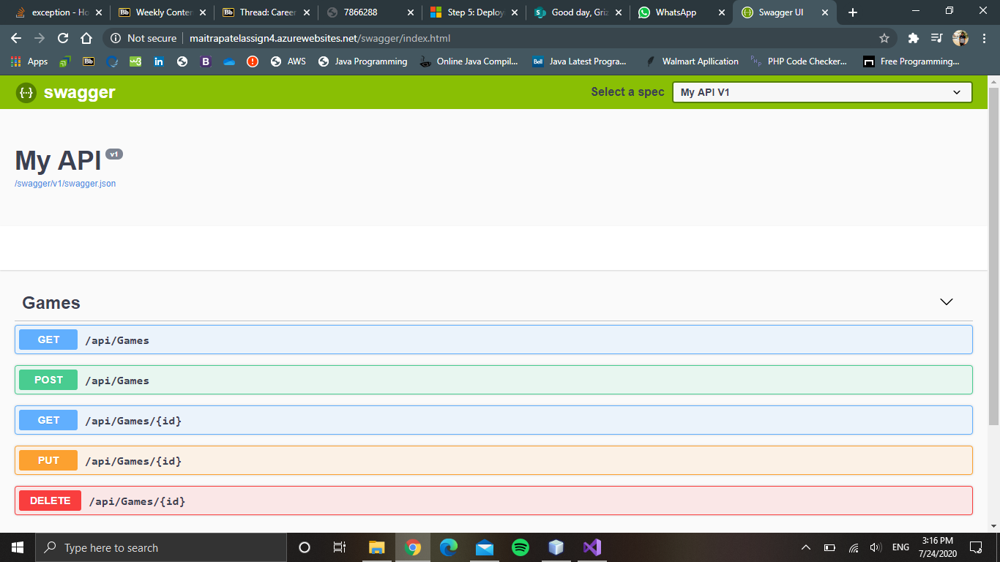 exception - Ho
Weekly Conten
Thread: Career
7866288
Step 5: Deploy
Good day, Griz
WhatsApp
Swagger UI
Not secure
maitrapatelassign4.azurewebsites.net/swagger/index.html
Apps
Bb
AWS
Java Programming
Online Java Compil...
Java Latest Progra...
Walmart Apllication
PHP Code Checker...
Free Programming...
swagger
Select a spec
My API V1
My API v1
/swagger/v1/swagger.json
Games
GET /api/Games
POST /api/Games
GET /api/Games/{id}
PUT /api/Games/{id}
DELETE /api/Games/{id}
Type here to search
ENG
3:16 PM
7/24/2020